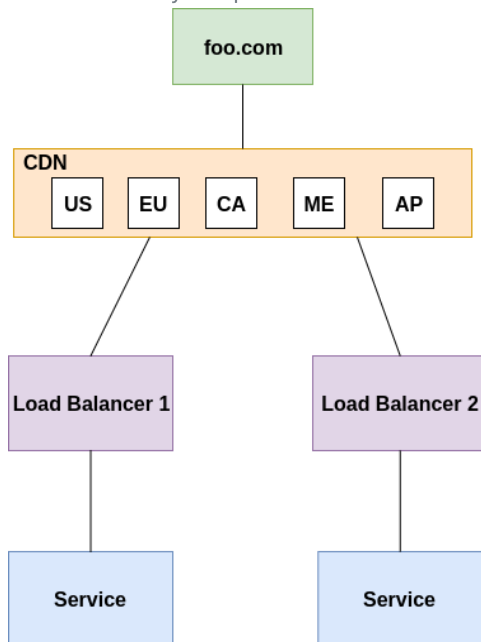 foo.com
CDN
US EU CA ME AP
Load Balancer 1 Load Balancer 2
Service Service